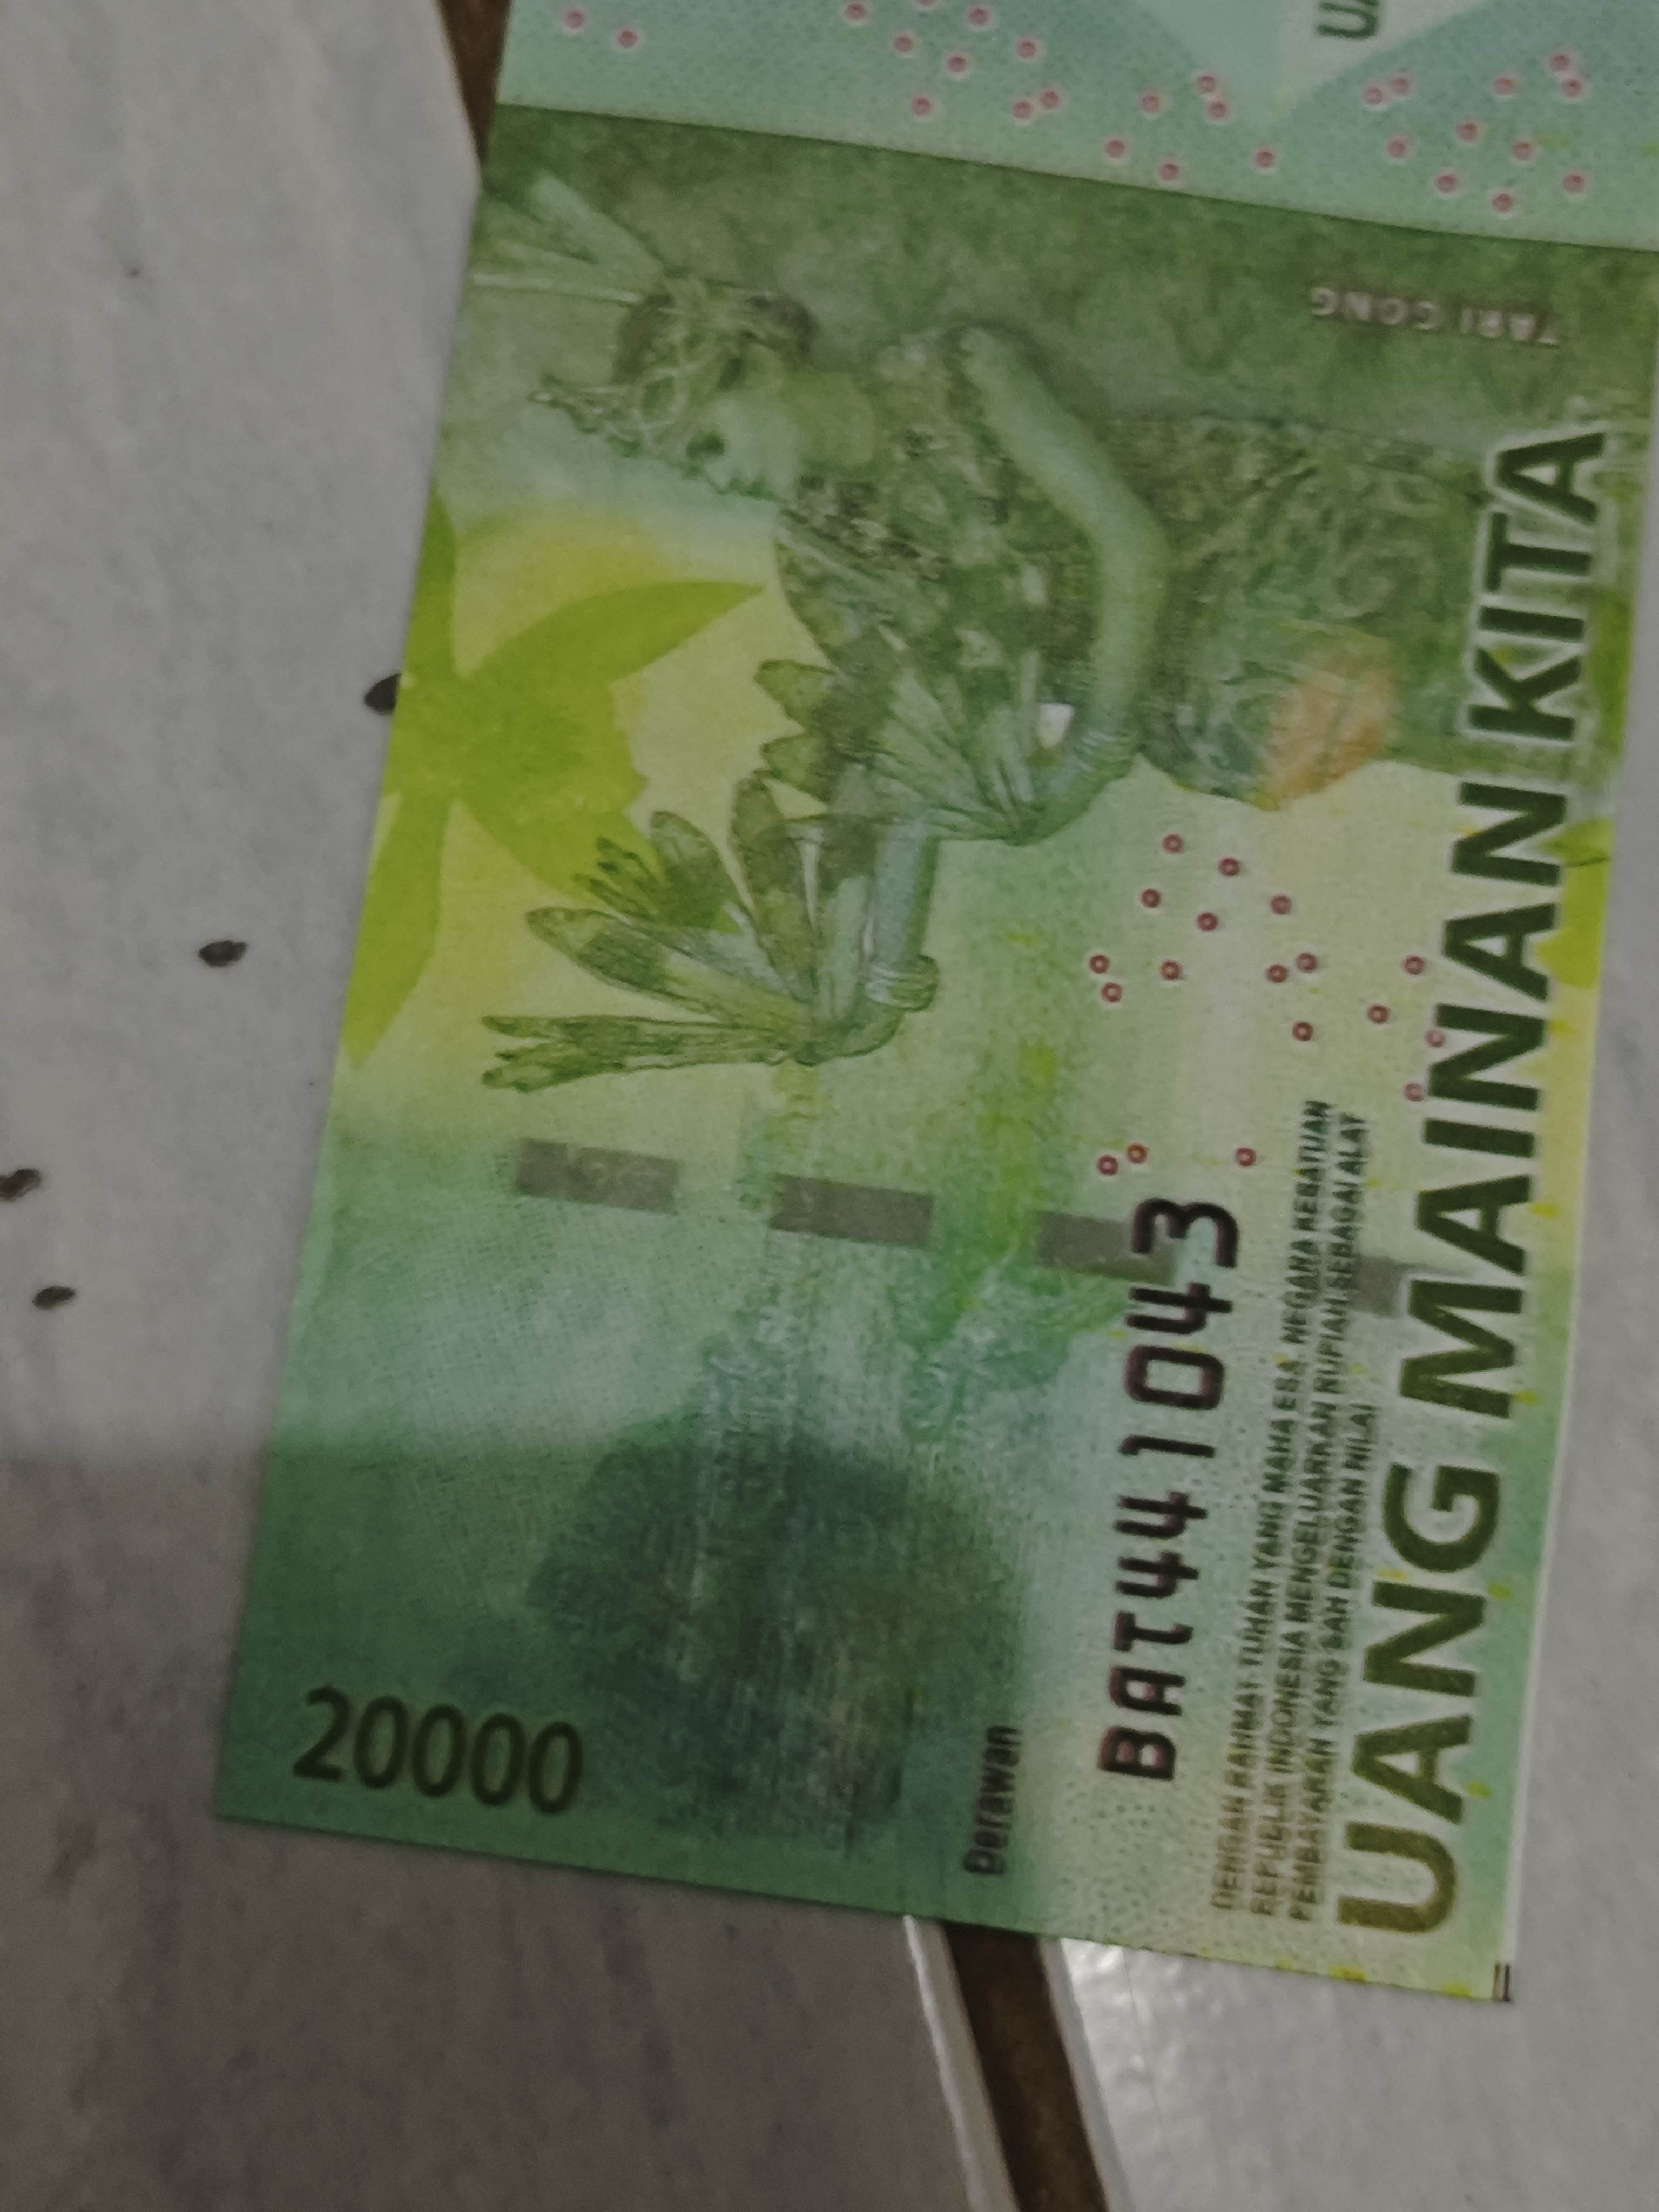 TARI GONG
20000
Derawan
BAT441043
DENGAN RAHMAT TUHAN YANG MAHA ESA, NEGARA KESATUAN
REPUBLIK INDONESIA MENGELUARKAN RUPIAH SEBAGAI ALAT
PEMBAYARAN YANG SAH DENGAN NILAI
UANG MAINAN KITA